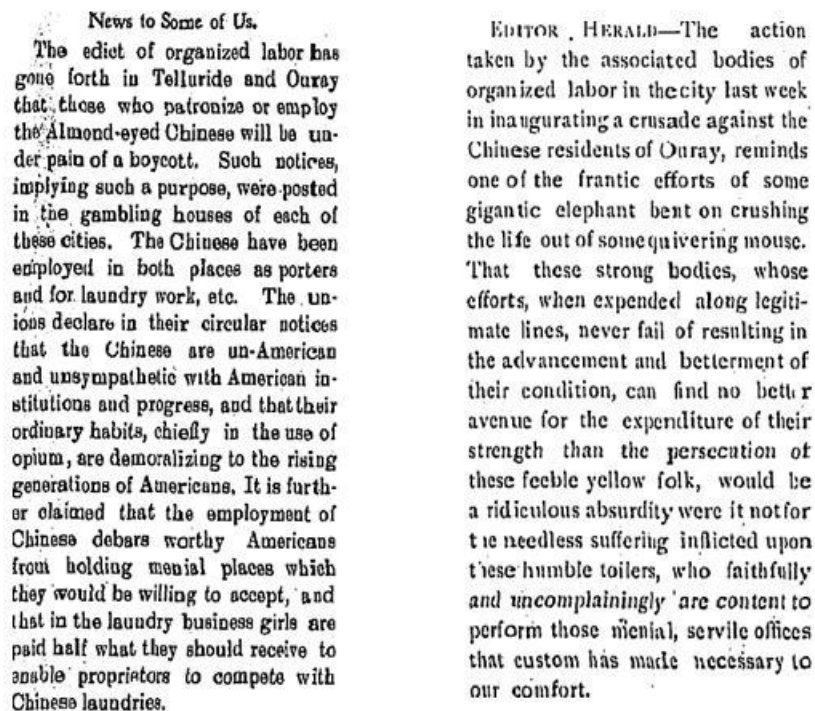 News to Some of Us.
The edict of organized labor has
gone forth in Telluride and Ouray
that those who patronize or employ
the Almond-eyed Chinese will be un-
der pain of a boycott. Such notices,
implying such a purpose, were posted
in the gambling houses of each of
these cities. The Chinese have been
employed in both places as porters
and for laundry work, etc. The un-
ions declare in their circular notices
that the Chinese are un-American
and unsympathetic with American in-
stitutions and progress, and that their
ordinary habits, chiefly in the use of
opium, are demoralizing to the rising
generations of Americans. It is furth-
er claimed that the employment of
Chinese debars worthy Americans
from holding menial places which
they would be willing to accept, and
that in the laundry business girls are
paid half what they should receive to
enable proprietors to compete with
Chinese laundries.
EDITOR HERALD—The action
taken by the associated bodies of
organized labor in the city last week
in inaugurating a crusade against the
Chinese residents of Ouray, reminds
one of the frantic efforts of some
gigantic elephant bent on crushing
the life out of some quivering mouse.
That these strong bodies, whose
efforts, when expended along legiti-
mate lines, never fail of resulting in
the advancement and betterment of
their condition, can find no better
avenue for the expenditure of their
strength than the persecution of
these feeble yellow folk, would be
a ridiculous absurdity were it not for
the needless suffering inflicted upon
these humble toilers, who faithfully
and uncomplainingly are content to
perform those menial, servile offices
that custom has made necessary to
our comfort.